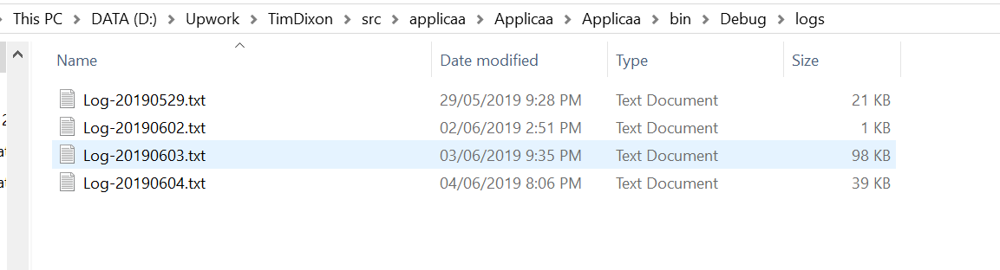 This PC > DATA (D:) > Upwork > TimDixon > src > applicaa > Applicaa > Applicaa > bin > Debug > logs
Name Date modified Type Size
Log-20190529.txt 29/05/2019 9:28 PM Text Document 21 KB
Log-20190602.txt 02/06/2019 2:51 PM Text Document 1 KB
Log-20190603.txt 03/06/2019 9:35 PM Text Document 98 KB
Log-20190604.txt 04/06/2019 8:06 PM Text Document 39 KB